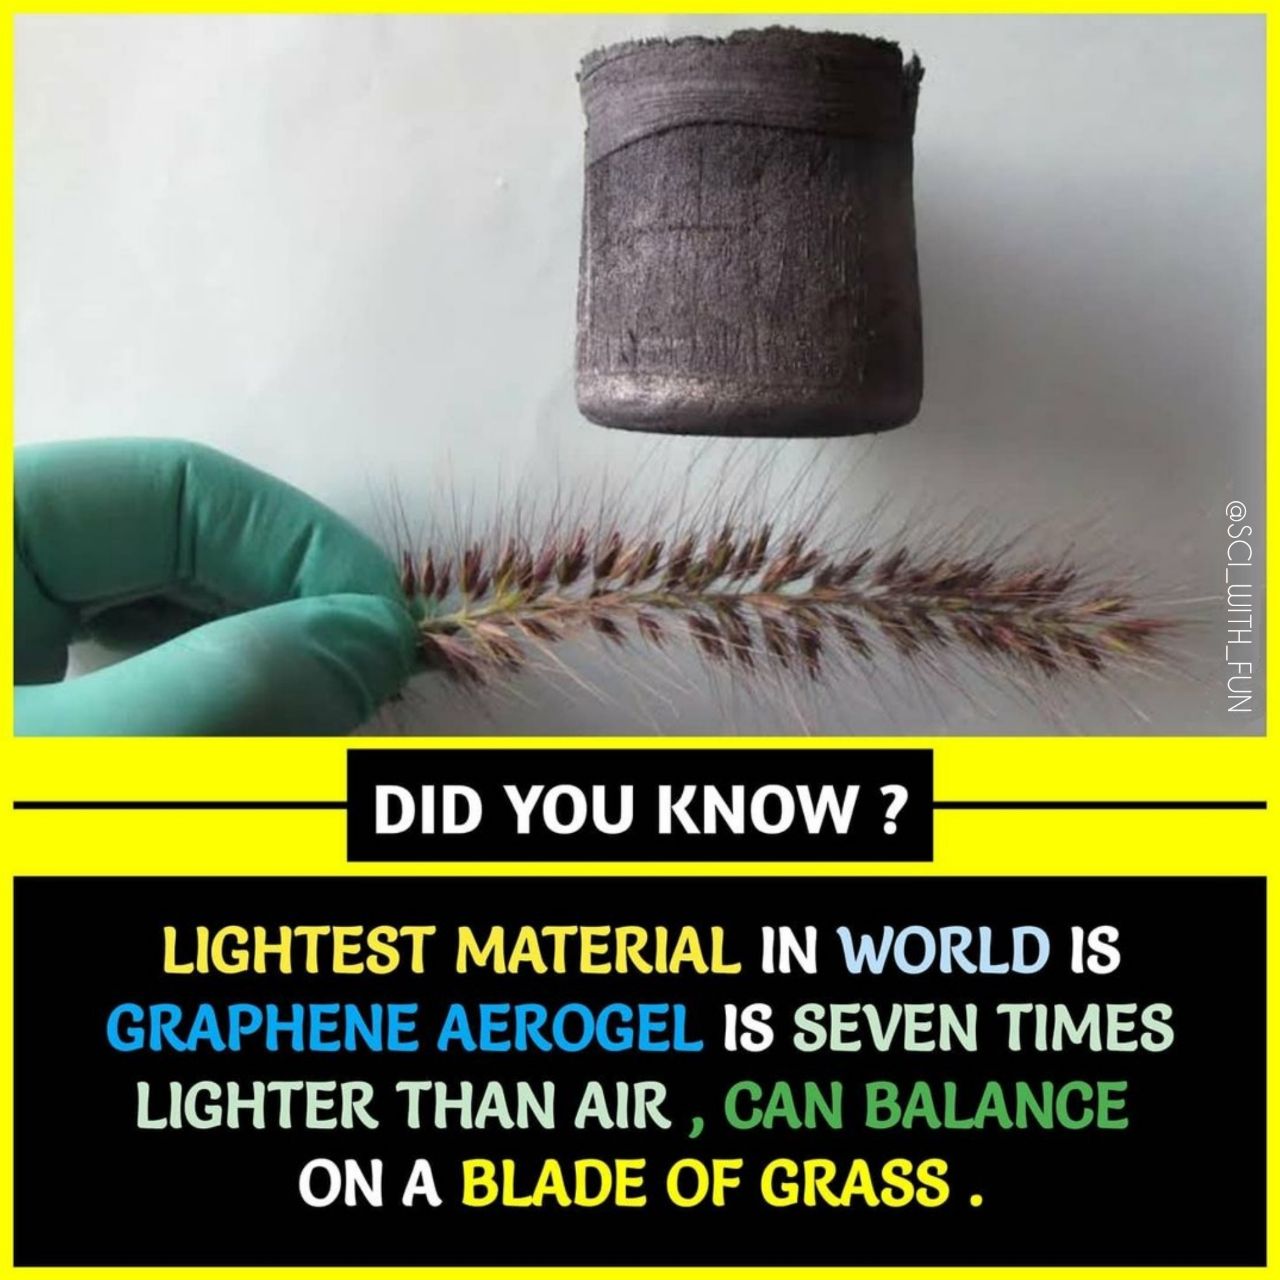 @SCI_WITH_FUN
DID YOU KNOW ?
LIGHTEST MATERIAL IN WORLD IS
GRAPHENE AEROGEL IS SEVEN TIMES
LIGHTER THAN AIR , CAN BALANCE
ON A BLADE OF GRASS .